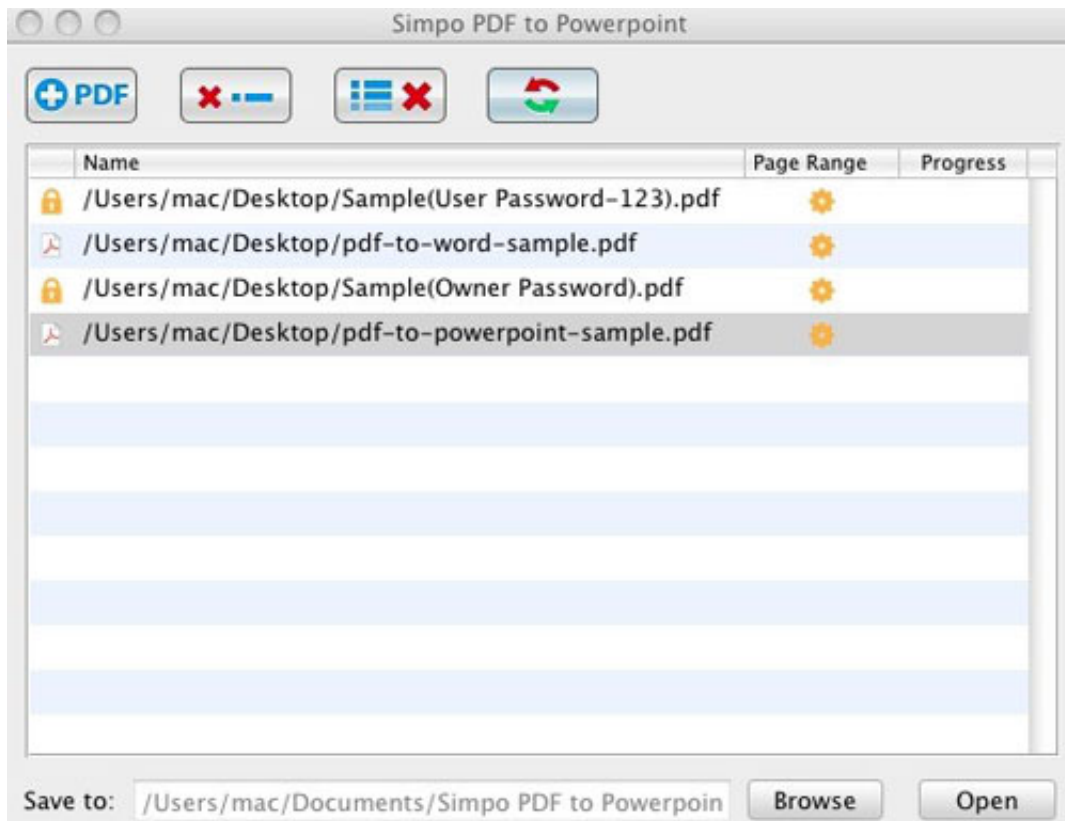 Simpo PDF to Powerpoint
PDF
Name Page Range Progress
/Users/mac/Desktop/Sample(User Password-123).pdf
/Users/mac/Desktop/pdf-to-word-sample.pdf
/Users/mac/Desktop/Sample(Owner Password).pdf
/Users/mac/Desktop/pdf-to-powerpoint-sample.pdf
Save to: /Users/mac/Documents/Simpo PDF to Powerpoin Browse Open